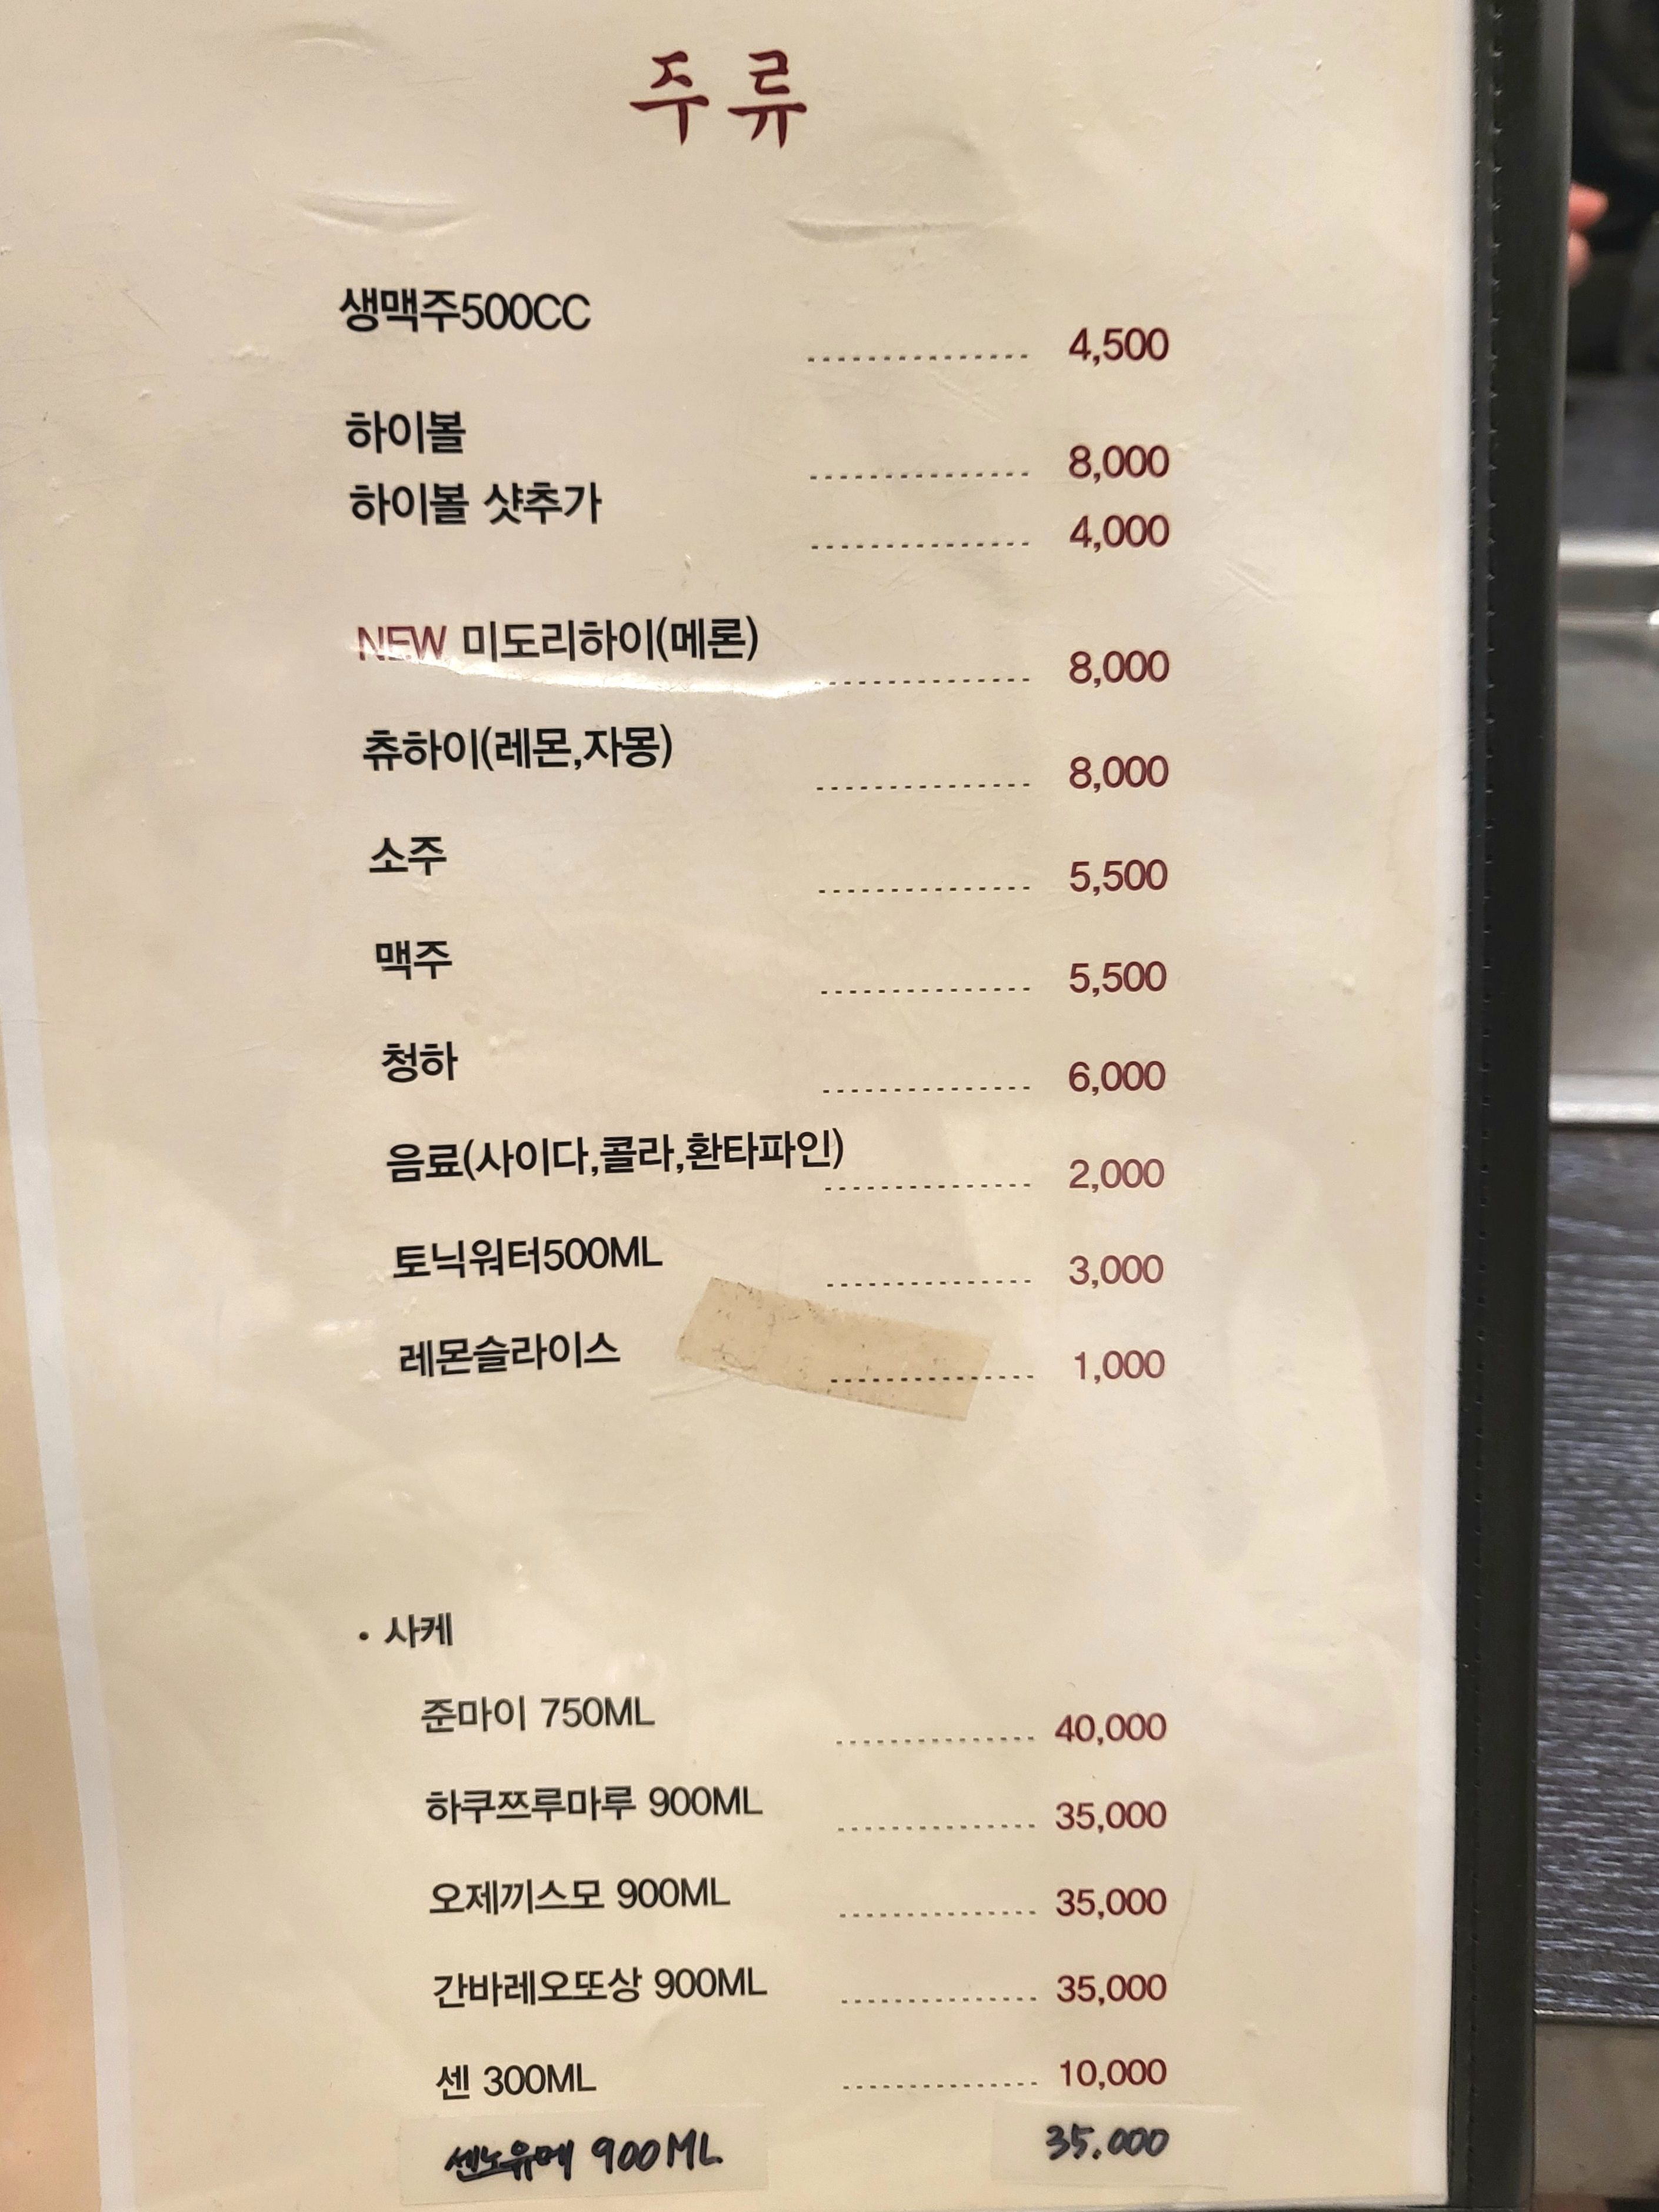 주류
생맥주500CC 4,500
하이볼 8,000
하이볼 샷추가 4,000
NEW 미도리하이(메론) 8,000
츄하이(레몬,자몽) 8,000
소주 5,500
맥주 5,500
청하 6,000
음료(사이다,콜라,환타파인) 2,000
토닉워터500ML 3,000
레몬슬라이스 1,000
• 사케
준마이 750ML 40,000
하쿠쯔루마루 900ML 35,000
오제끼스모 900ML 35,000
간바레오또상 900ML 35,000
센 300ML 10,000
센노유메 900ML 35.000